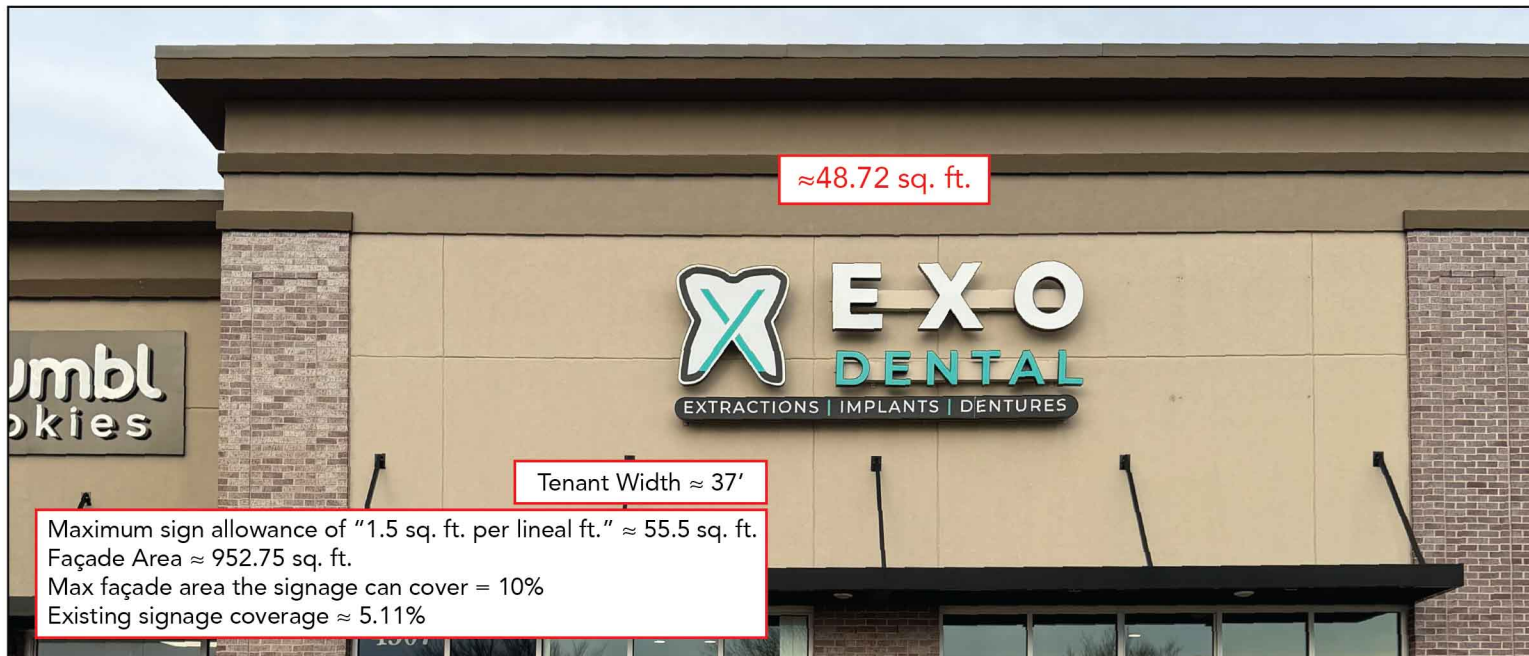 ≈48.72 sq. ft.
EXO
DENTAL
EXTRACTIONS | IMPLANTS | DENTURES
umbl
okies
Tenant Width ≈ 37’
Maximum sign allowance of “1.5 sq. ft. per lineal ft.” ≈ 55.5 sq. ft.
Façade Area ≈ 952.75 sq. ft.
Max façade area the signage can cover = 10%
Existing signage coverage ≈ 5.11%